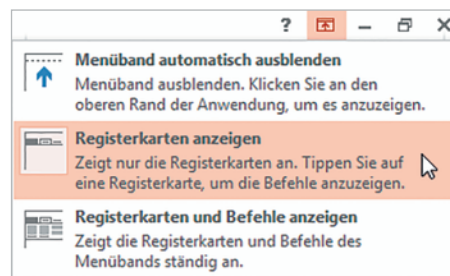 ?
Menüband automatisch ausblenden
Menüband ausblenden. Klicken Sie an den
oberen Rand der Anwendung, um es anzuzeigen.
Registerkarten anzeigen
Zeigt nur die Registerkarten an. Tippen Sie auf
eine Registerkarte, um die Befehle anzuzeigen.
Registerkarten und Befehle anzeigen
Zeigt die Registerkarten und Befehle des
Menübands ständig an.